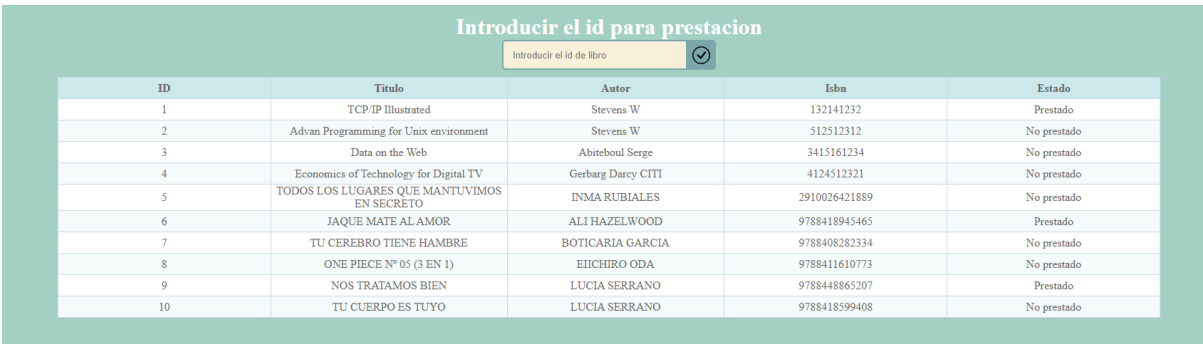 Introducir el id para prestacion
Introducir el id de libro
ID Titulo Autor Isbn Estado
1 TCP/IP Illustrated Stevens W 132141232 Prestado
2 Advan Programming for Unix environment Stevens W 512512312 No prestado
3 Data on the Web Abiteboul Serge 3415161234 No prestado
4 Economics of Technology for Digital TV Gerbarg Darcy CITI 4124512321 No prestado
5 TODOS LOS LUGARES QUE MANTUVIMOS
EN SECRETO INMA RUBIALES 2910026421889 No prestado
6 JAQUE MATE AL AMOR ALI HAZELWOOD 9788418945465 Prestado
7 TU CEREBRO TIENE HAMBRE BOTICARIA GARCIA 9788408282334 No prestado
8 ONE PIECE Nº 05 (3 EN 1) EIICHIRO ODA 9788411610773 No prestado
9 NOS TRATAMOS BIEN LUCIA SERRANO 9788448865207 Prestado
10 TU CUERPO ES TUYO LUCIA SERRANO 9788418599408 No prestado